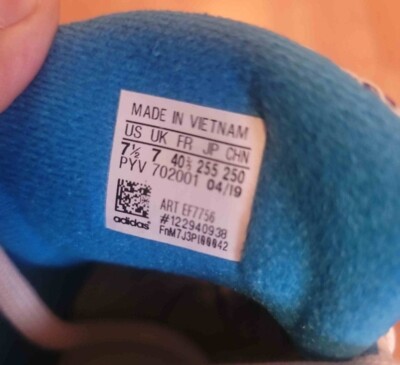 MADE IN VIETNAM
US UK FR JP CHN
7½ 7 40⅔ 255 250
PYV 702001 04/19
ART EF7756
#122940938
adidas FnM7J3PI00042